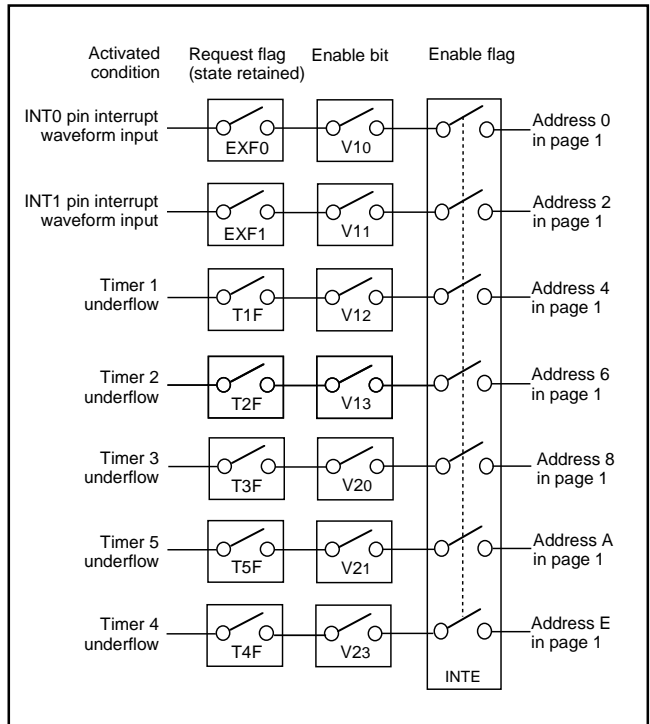 Activated condition
Request flag (state retained)
Enable bit
Enable flag
INT0 pin interrupt waveform input
EXF0
V10
Address 0 in page 1
INT1 pin interrupt waveform input
EXF1
V11
Address 2 in page 1
Timer 1 underflow
T1F
V12
Address 4 in page 1
Timer 2 underflow
T2F
V13
Address 6 in page 1
Timer 3 underflow
T3F
V20
Address 8 in page 1
Timer 5 underflow
T5F
V21
Address A in page 1
Timer 4 underflow
T4F
V23
Address E in page 1
INTE